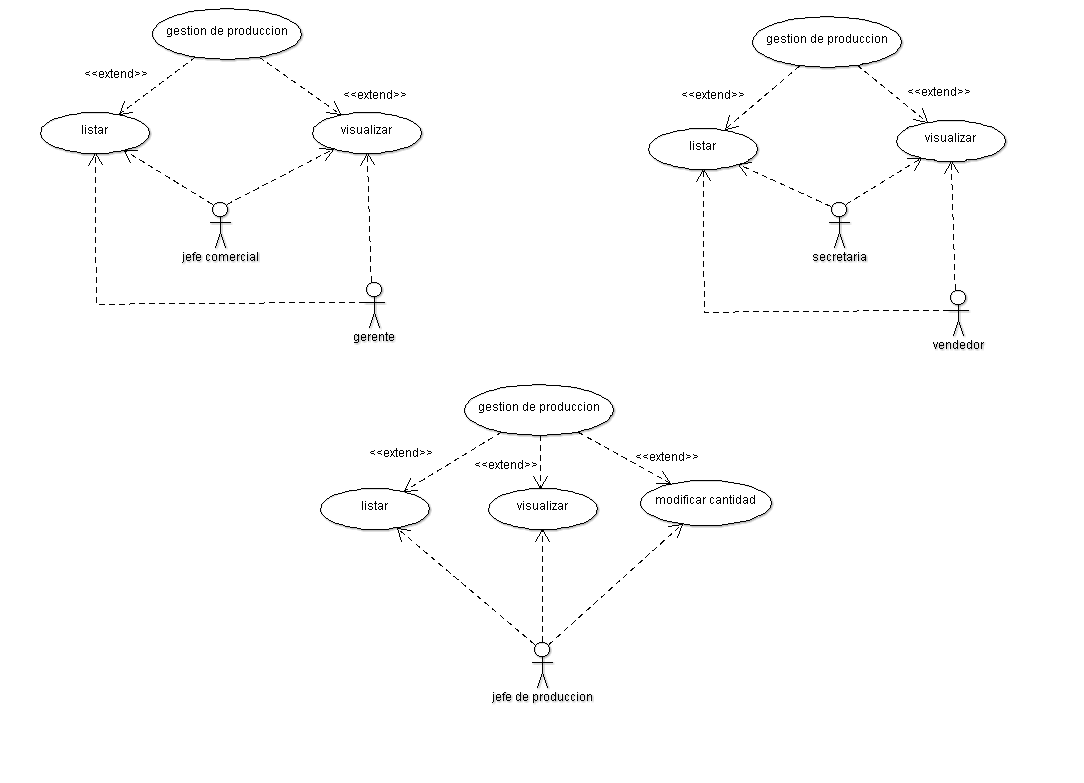 gestion de produccion
<<extend>>
<<extend>>
listar
visualizar
jefe comercial
gerente
gestion de produccion
<<extend>>
<<extend>>
listar
visualizar
secretaria
vendedor
gestion de produccion
<<extend>>
<<extend>>
<<extend>>
listar
visualizar
modificar cantidad
jefe de produccion